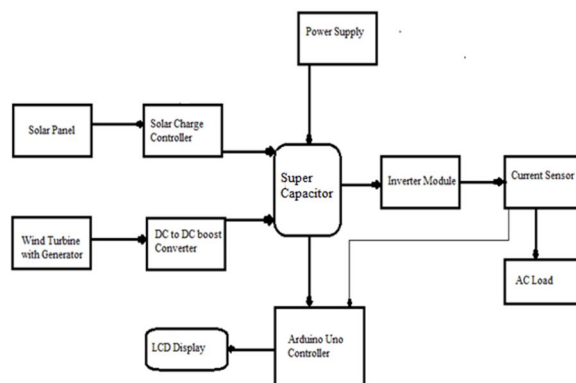 Power Supply
Solar Panel
Solar Charge
Controller
Super
Capacitor
Inverter Module
Current Sensor
Wind Turbine
with Generator
DC to DC boost
Converter
AC Load
LCD Display
Arduino Uno
Controller